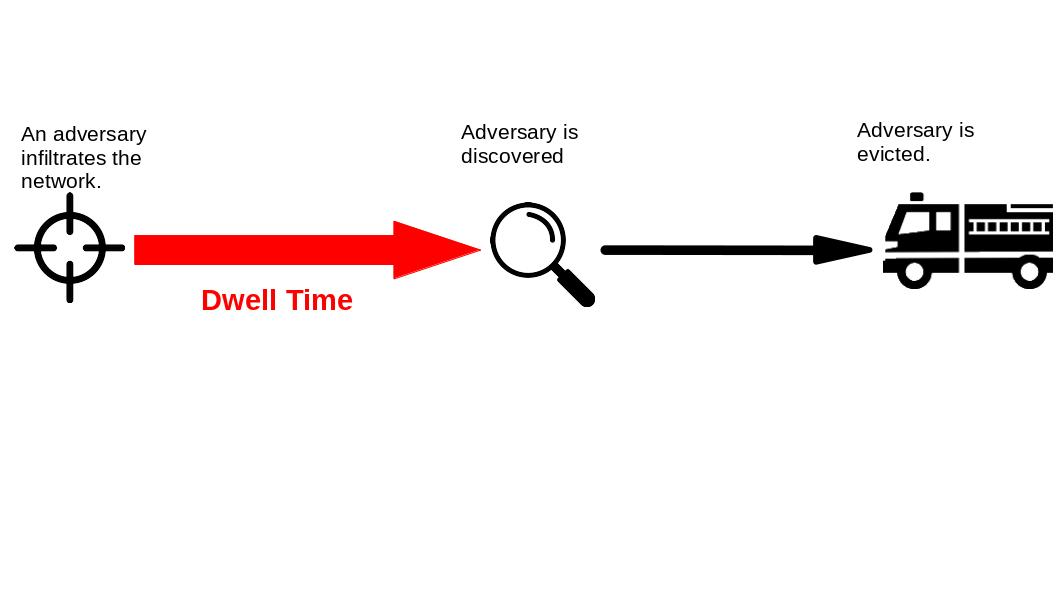 An adversary
infiltrates the
network.
Adversary is
discovered
Adversary is
evicted.
Dwell Time